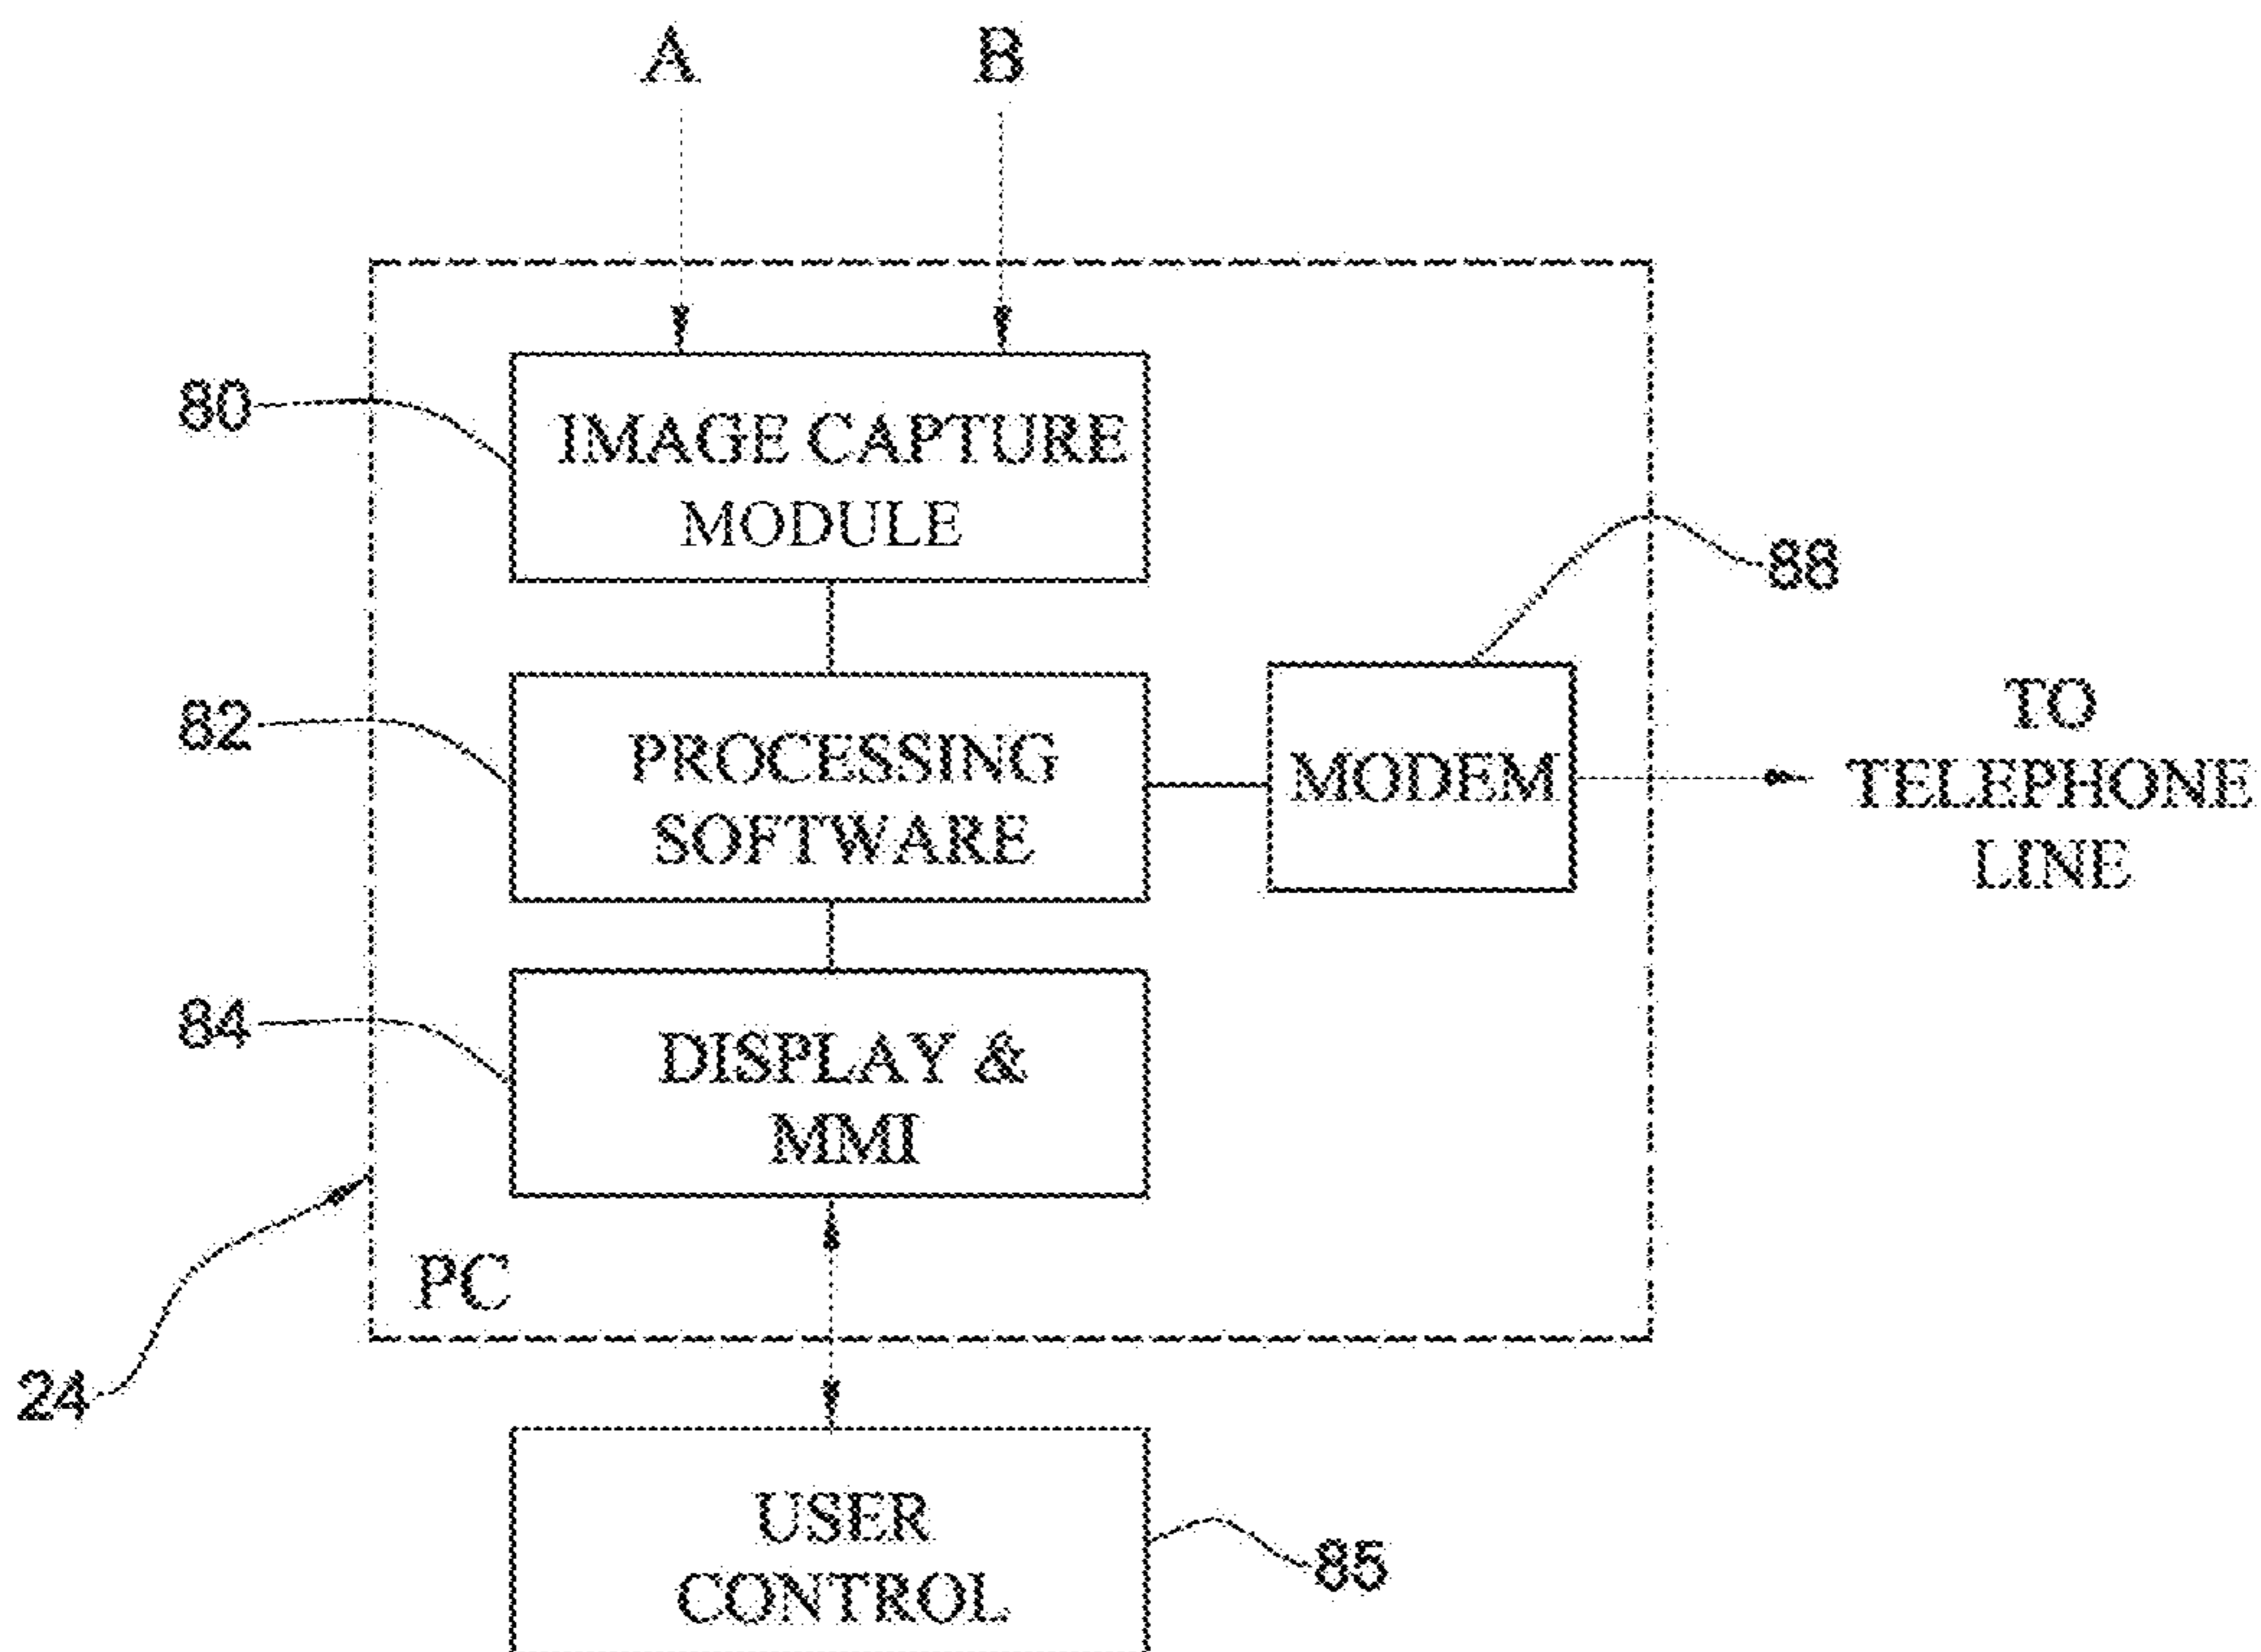 A
B
80
IMAGE CAPTURE
MODULE
88
82
PROCESSING
SOFTWARE
MODEM
TO
TELEPHONE
LINE
84
DISPLAY &
MMI
PC
24
USER
CONTROL
85